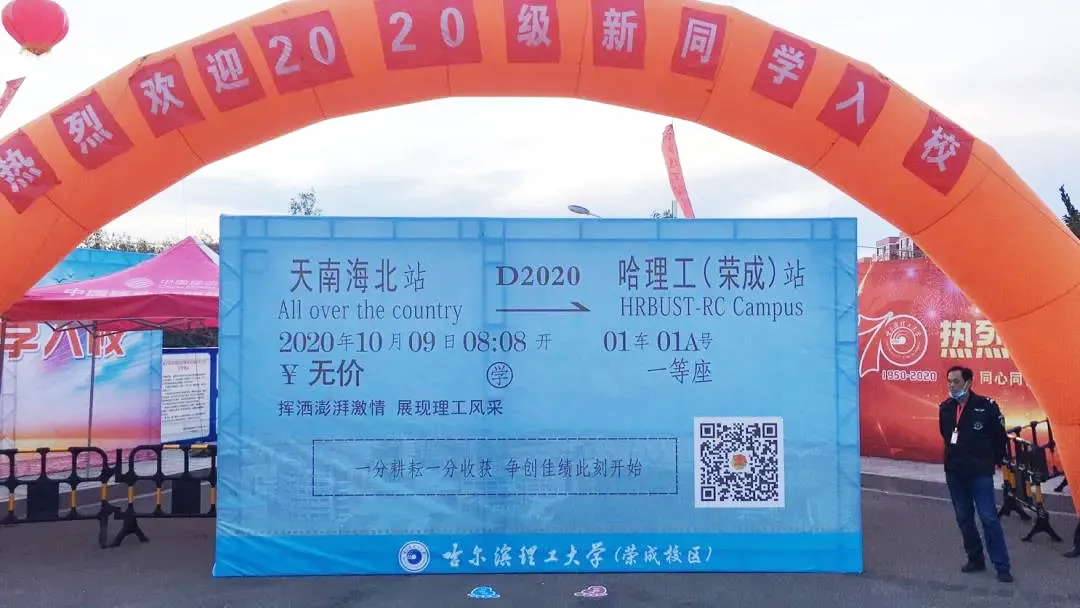 热烈欢迎2020级新同学入校
天南海北站 D2020 哈理工（荣成）站
All over the country HRBUST-RC Campus
2020年10月09日08:08开 01车 01A号
￥无价 学 一等座
挥洒澎湃激情 展现理工风采
一分耕耘一分收获 争创佳绩此刻开始
哈尔滨理工大学（荣成校区）
学入校
热烈
1950-2020
同心同